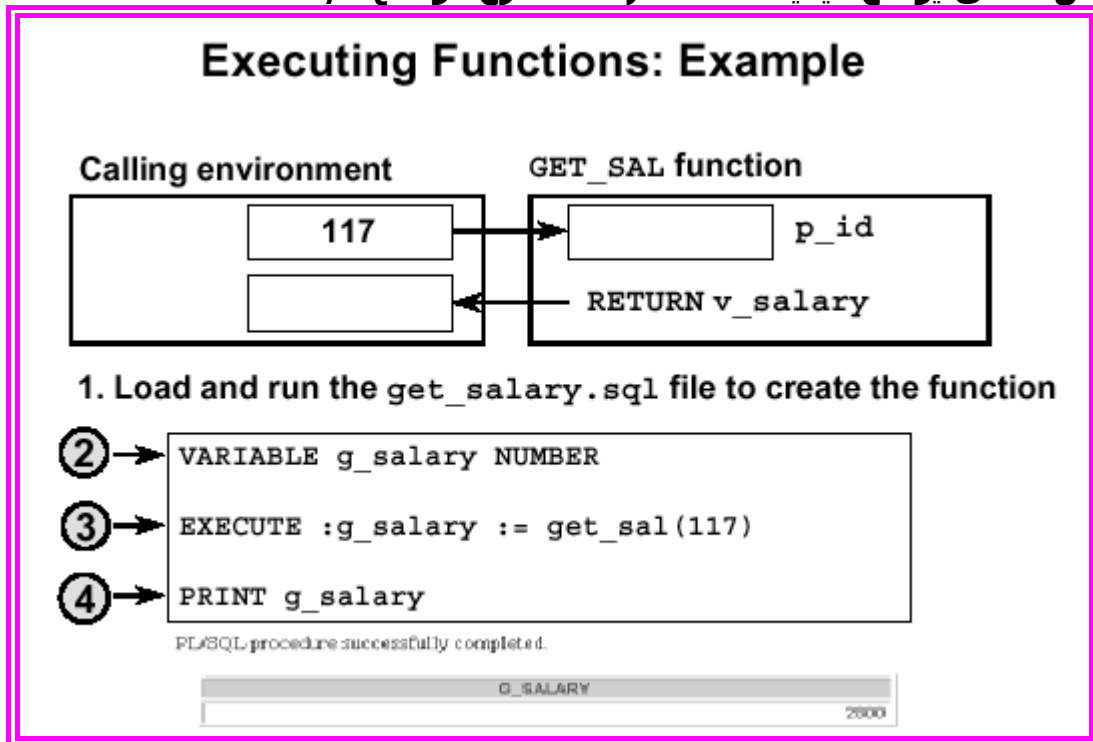 Executing Functions: Example
Calling environment
GET_SAL function
117
p_id
RETURN v_salary
1. Load and run the get_salary.sql file to create the function
2 VARIABLE g_salary NUMBER
3 EXECUTE :g_salary := get_sal(117)
4 PRINT g_salary
PL/SQL procedure successfully completed.
G_SALARY
2800